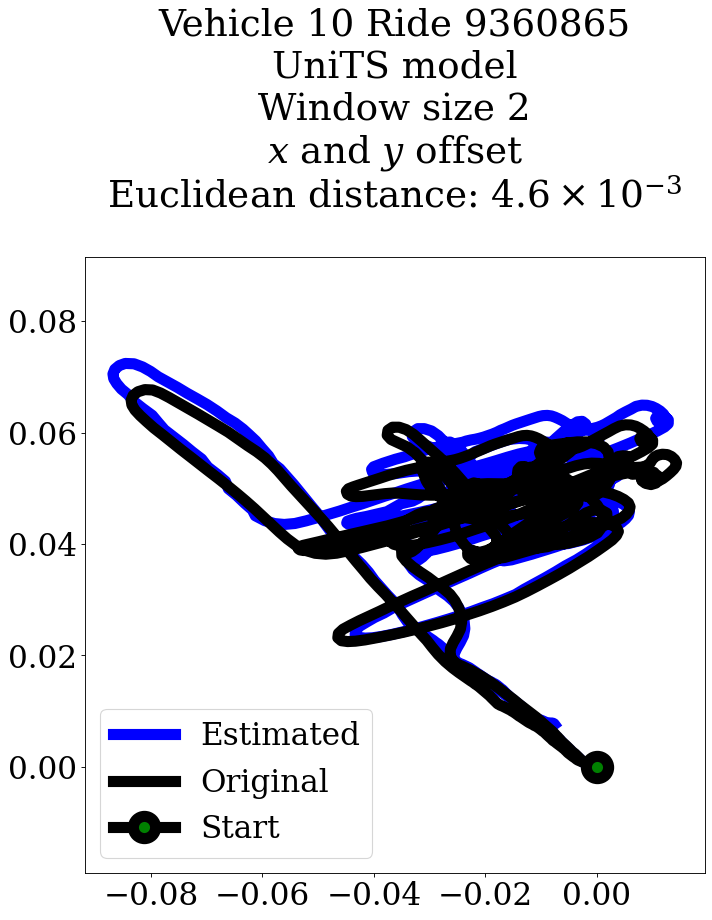 Vehicle 10 Ride 9360865
UniTS model
Window size 2
x and y offset
Euclidean distance: 4.6 × 10⁻³
0.08
0.06
0.04
0.02
0.00
Estimated
Original
Start
−0.08 −0.06 −0.04 −0.02 0.00